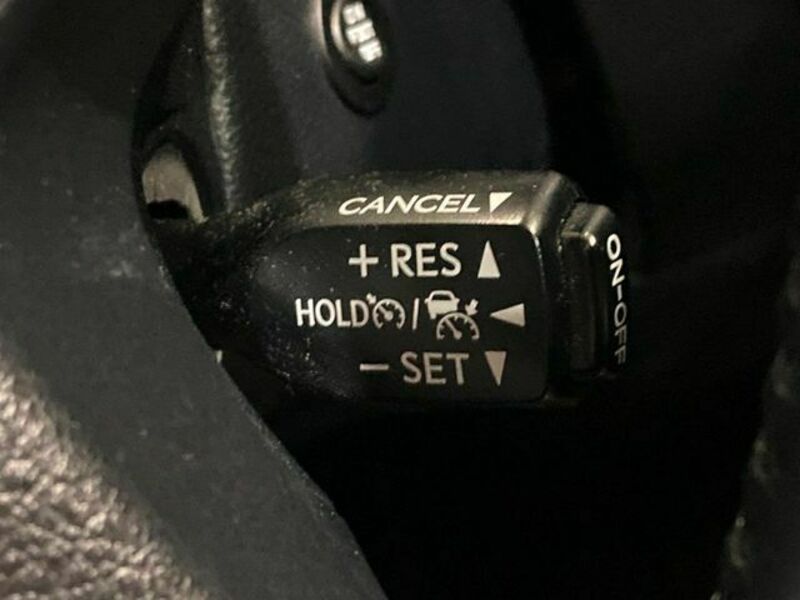 CANCEL
+ RES
HOLD /
- SET
ON-OFF